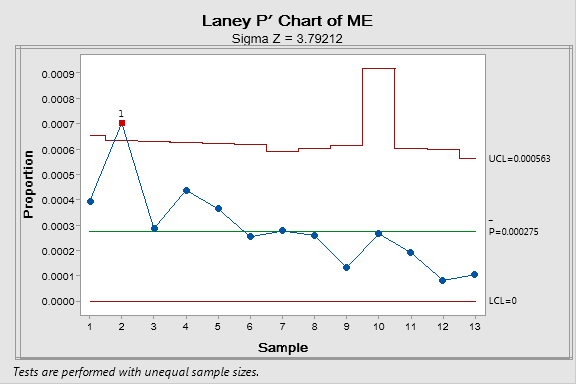 Laney P′ Chart of ME
Sigma Z = 3.79212
Proportion
0.0009
0.0008
0.0007
0.0006
0.0005
0.0004
0.0003
0.0002
0.0001
0.0000
1
UCL=0.000563
P̅=0.000275
LCL=0
1 2 3 4 5 6 7 8 9 10 11 12 13
Sample
Tests are performed with unequal sample sizes.